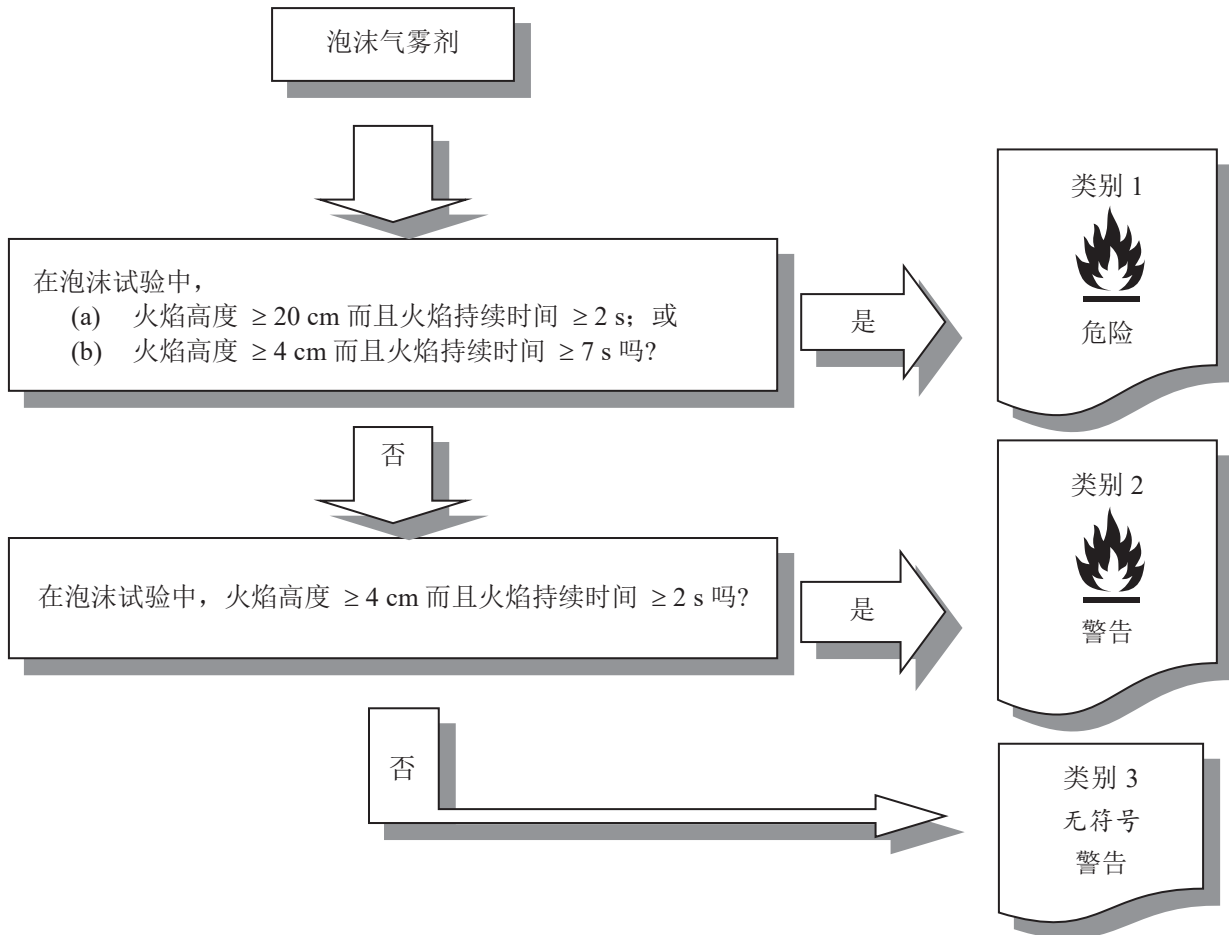 泡沫气雾剂
在泡沫试验中，
(a) 火焰高度 ≥ 20 cm 而且火焰持续时间 ≥ 2 s；或
(b) 火焰高度 ≥ 4 cm 而且火焰持续时间 ≥ 7 s 吗？
是
类别 1
危险
否
在泡沫试验中，火焰高度 ≥ 4 cm 而且火焰持续时间 ≥ 2 s 吗？
是
类别 2
警告
否
类别 3
无符号
警告